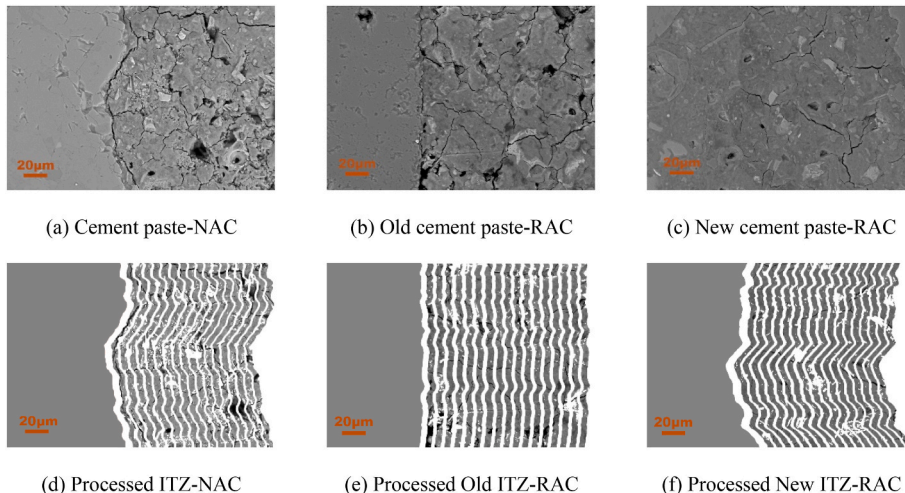 20μm
20μm
20μm
(a) Cement paste-NAC
(b) Old cement paste-RAC
(c) New cement paste-RAC
20μm
20μm
20μm
(d) Processed ITZ-NAC
(e) Processed Old ITZ-RAC
(f) Processed New ITZ-RAC